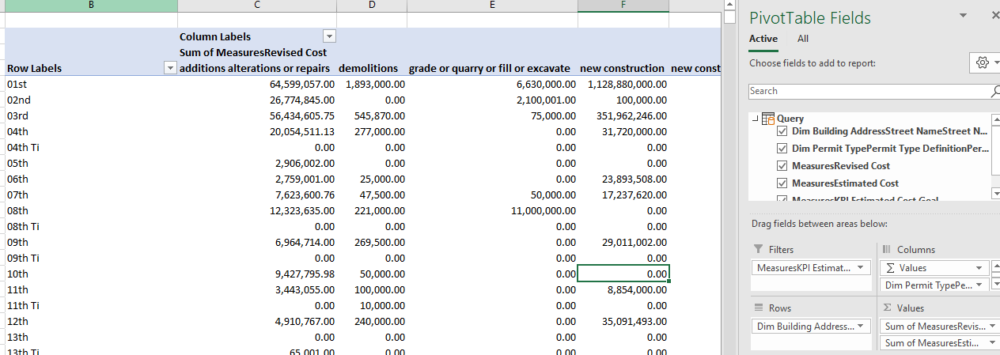 B C D E F
Column Labels
Sum of MeasuresRevised Cost
Row Labels additions alterations or repairs demolitions grade or quarry or fill or excavate new construction new const
01st 64,599,057.00 1,893,000.00 6,630,000.00 1,128,880,000.00
02nd 26,774,845.00 0.00 2,100,001.00 100,000.00
03rd 56,434,605.75 545,870.00 75,000.00 351,962,246.00
04th 20,054,511.13 277,000.00 0.00 31,720,000.00
04th Ti 0.00 0.00 0.00 0.00
05th 2,906,002.00 0.00 0.00 0.00
06th 2,759,001.00 25,000.00 0.00 23,893,508.00
07th 7,623,600.76 47,500.00 50,000.00 17,237,620.00
08th 12,323,635.00 221,000.00 11,000,000.00 0.00
08th Ti 0.00 0.00 0.00 0.00
09th 6,964,714.00 269,500.00 0.00 29,011,002.00
09th Ti 0.00 0.00 0.00 0.00
10th 9,427,795.98 50,000.00 0.00 0.00
11th 3,443,055.00 100,000.00 0.00 8,854,000.00
11th Ti 0.00 10,000.00 0.00 0.00
12th 4,910,767.00 240,000.00 0.00 35,091,493.00
13th 0.00 0.00 0.00 0.00
13th Ti 65,001.00 0.00 0.00 0.00
PivotTable Fields
Active All
Choose fields to add to report:
Search
Query
Dim Building AddressStreet NameStreet N...
Dim Permit TypePermit Type DefinitionPer...
MeasuresRevised Cost
MeasuresEstimated Cost
MeasuresKPI Estimated Cost Goal
Drag fields between areas below:
Filters
MeasuresKPI Estimat...
Columns
Σ Values
Dim Permit TypePe...
Rows
Dim Building Address...
Σ Values
Sum of MeasuresRevis...
Sum of MeasuresEsti...